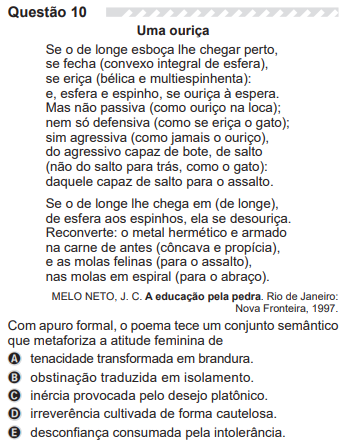 Questão 10
Uma ouriça
Se o de longe esboça lhe chegar perto,
se fecha (convexo integral de esfera),
se eriça (bélica e multiespinhenta):
e, esfera e espinho, se ouriça à espera.
Mas não passiva (como ouriço na loca);
nem só defensiva (como se eriça o gato);
sim agressiva (como jamais o ouriço),
do agressivo capaz de bote, de salto
(não do salto para trás, como o gato):
daquele capaz de salto para o assalto.
Se o de longe lhe chega em (de longe),
de esfera aos espinhos, ela se desouriça.
Reconverte: o metal hermético e armado
na carne de antes (côncava e propícia),
e as molas felinas (para o assalto),
nas molas em espiral (para o abraço).
MELO NETO, J. C. A educação pela pedra. Rio de Janeiro:
Nova Fronteira, 1997.
Com apuro formal, o poema tece um conjunto semântico
que metaforiza a atitude feminina de
A tenacidade transformada em brandura.
B obstinação traduzida em isolamento.
C inércia provocada pelo desejo platônico.
D irreverência cultivada de forma cautelosa.
E desconfiança consumada pela intolerância.